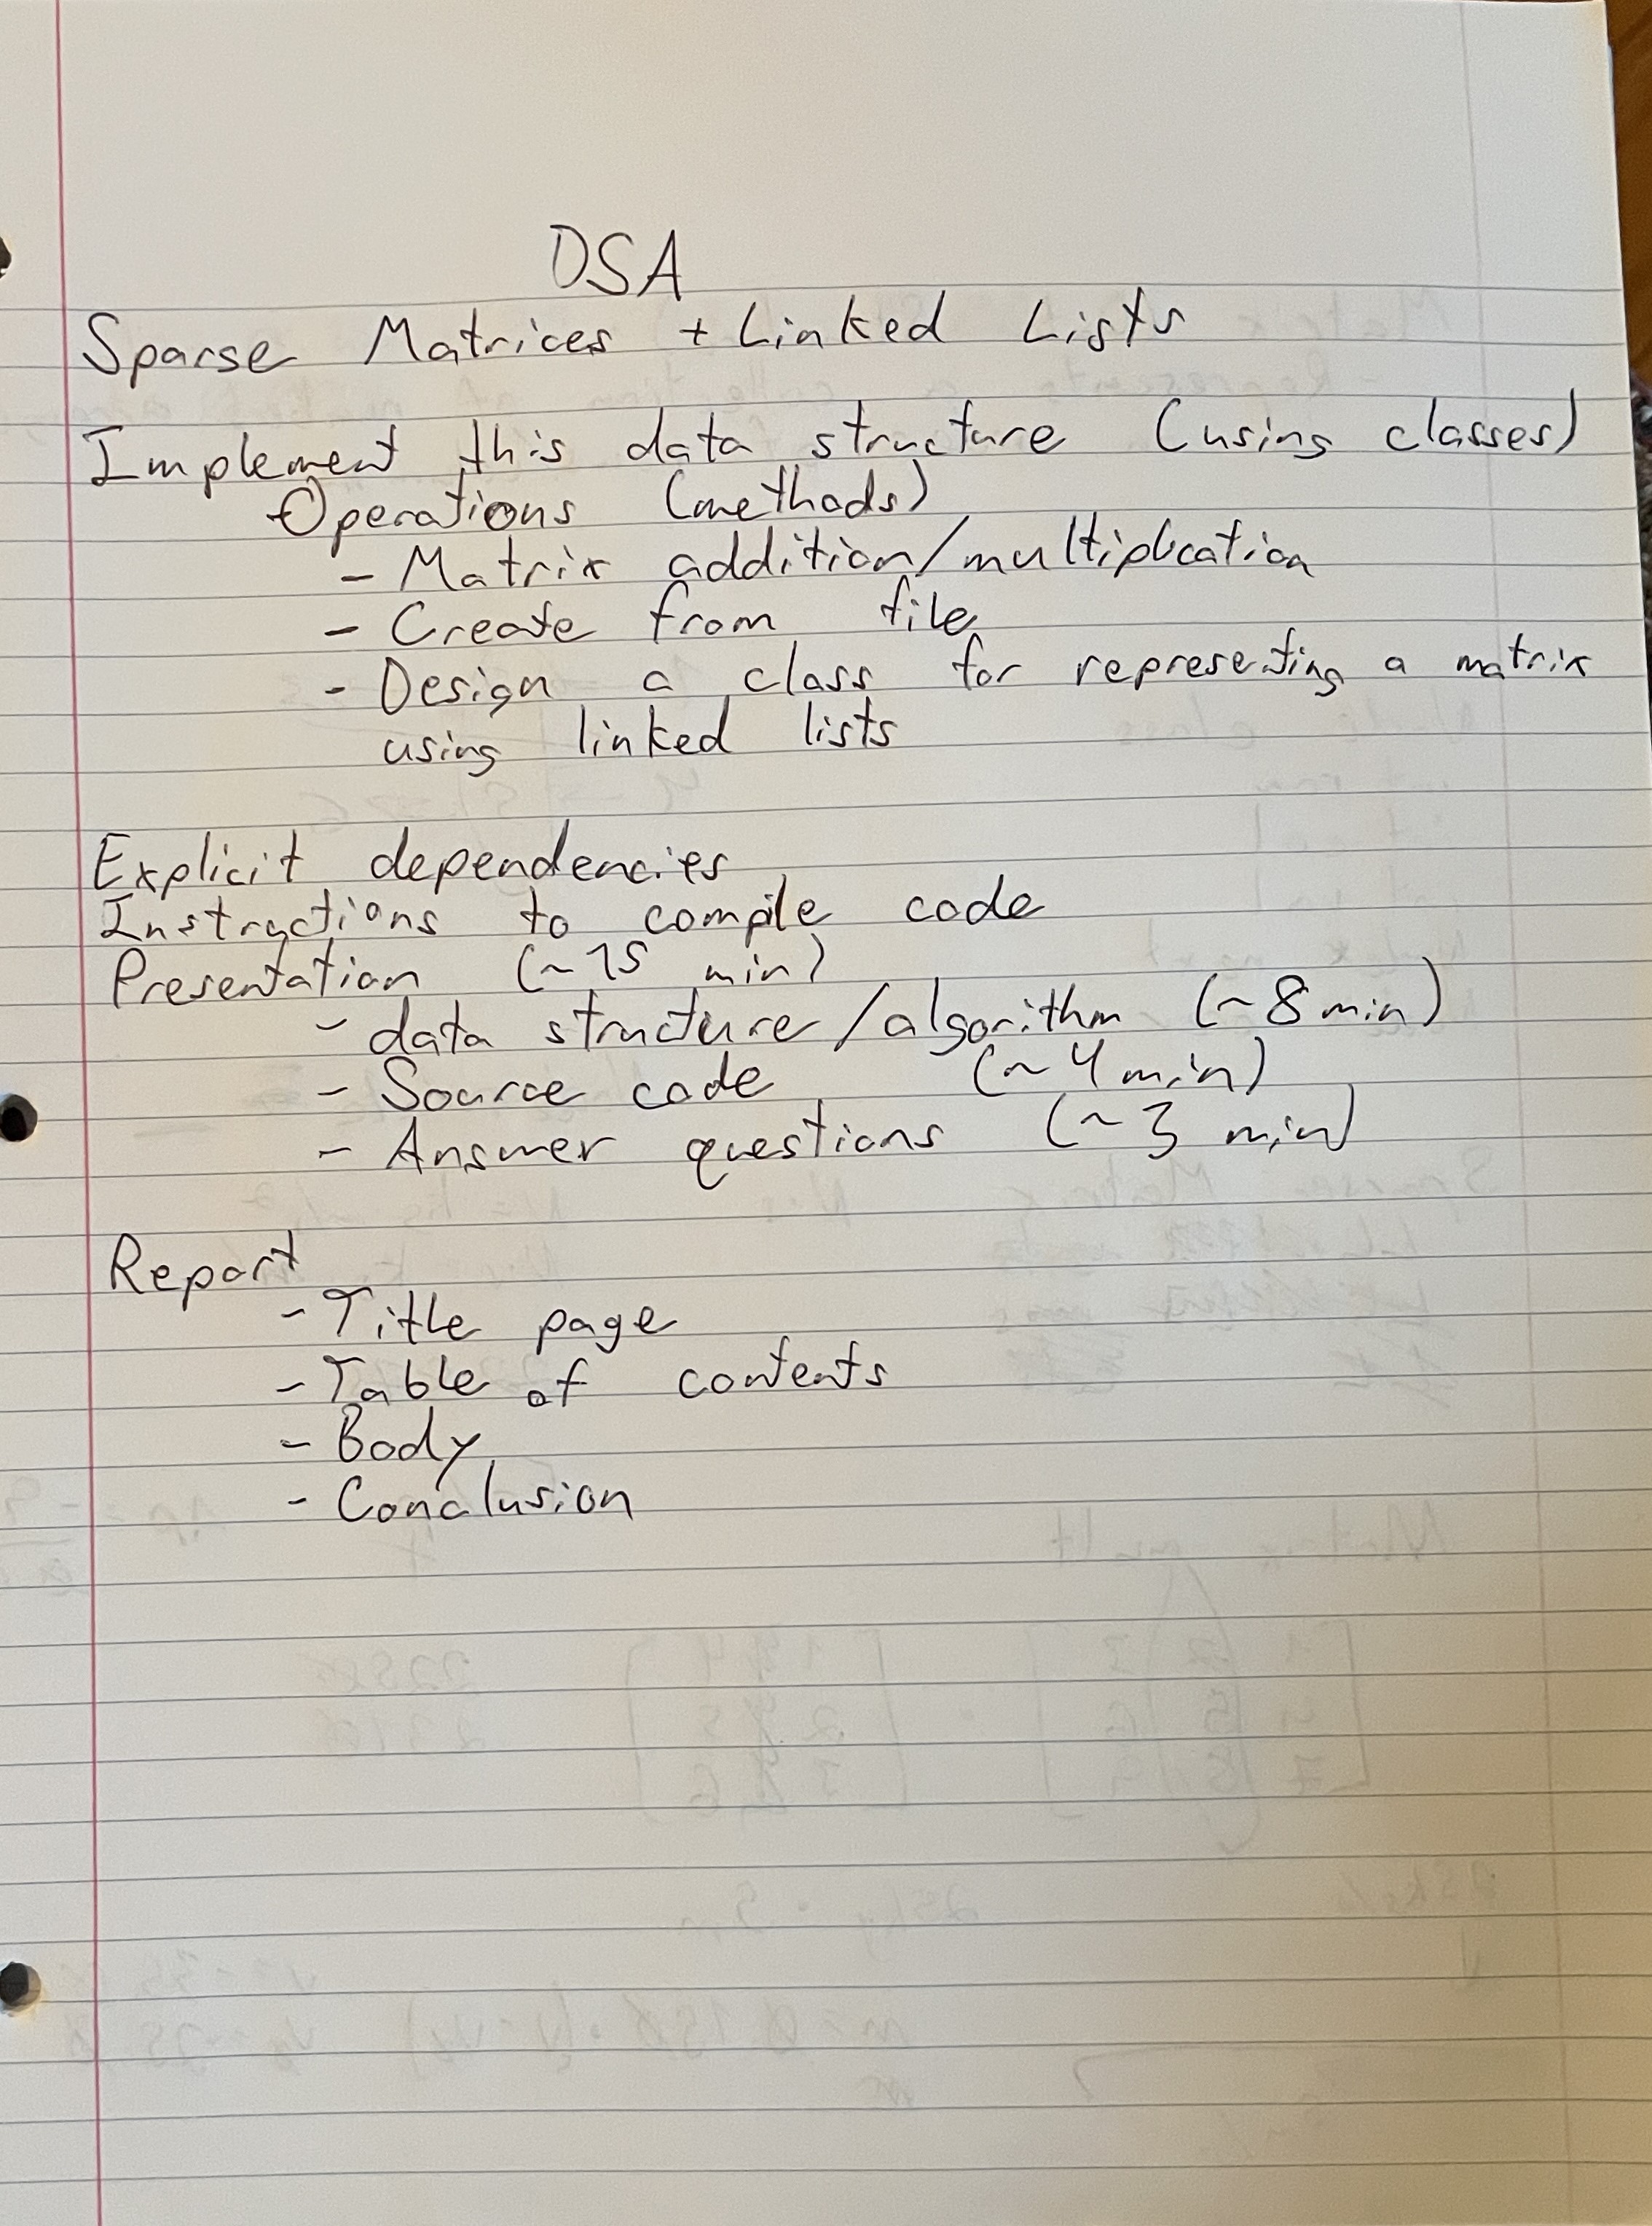 DSA
Sparse Matrices + Linked Lists
Implement this data structure (using classes)
Operations (methods)
- Matrix addition/multiplication
- Create from file
- Design a class for representing a matrix
using linked lists
Explicit dependencies
Instructions to compile code
Presentation (~15 min)
- data structure/algorithm (~8 min)
- Source code (~4 min)
- Answer questions (~3 min)
Report
- Title page
- Table of contents
- Body
- Conclusion